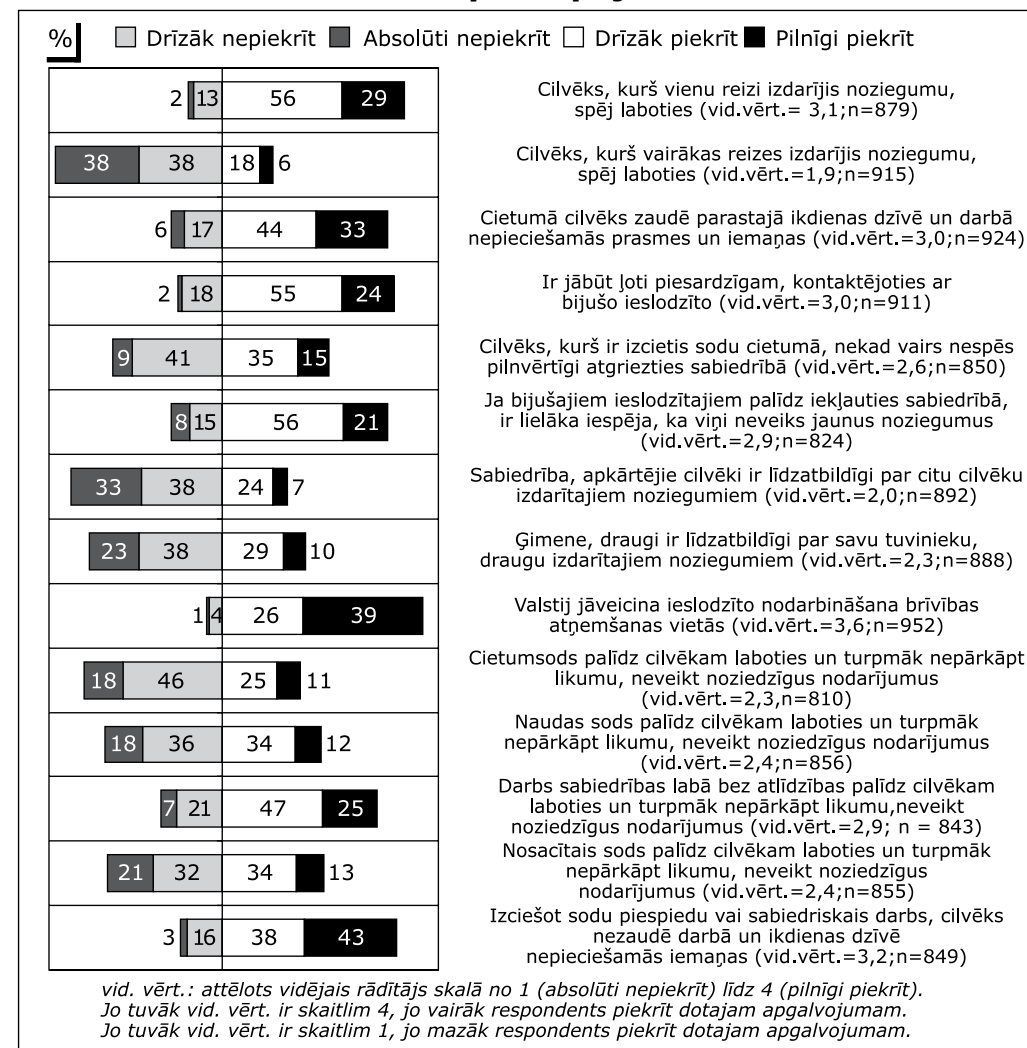 % Drīzāk nepiekrīt Absolūti nepiekrīt Drīzāk piekrīt Pilnīgi piekrīt
2 13 56 29
Cilvēks, kurš vienu reizi izdarījis noziegumu,
spēj laboties (vid.vērt.= 3,1;n=879)
38 38 18 6
Cilvēks, kurš vairākas reizes izdarījis noziegumu,
spēj laboties (vid.vērt.=1,9;n=915)
6 17 44 33
Cietumā cilvēks zaudē parastajā ikdienas dzīvē un darbā
nepieciešamās prasmes un iemaņas (vid.vērt.=3,0;n=924)
2 18 55 24
Ir jābūt ļoti piesardzīgam, kontaktējoties ar
bijušo ieslodzīto (vid.vērt.=3,0;n=911)
9 41 35 15
Cilvēks, kurš ir izcietis sodu cietumā, nekad vairs nespēs
pilnvērtīgi atgriezties sabiedrībā (vid.vērt.=2,6;n=850)
8 15 56 21
Ja bijušajiem ieslodzītajiem palīdz iekļauties sabiedrībā,
ir lielāka iespēja, ka viņi neveiks jaunus noziegumus
(vid.vērt.=2,9;n=824)
33 38 24 7
Sabiedrība, apkārtējie cilvēki ir līdzatbildīgi par citu cilvēku
izdarītajiem noziegumiem (vid.vērt.=2,0;n=892)
23 38 29 10
Ģimene, draugi ir līdzatbildīgi par savu tuvinieku,
draugu izdarītajiem noziegumiem (vid.vērt.=2,3;n=888)
1 4 26 39
Valstij jāveicina ieslodzīto nodarbināšana brīvības
atņemšanas vietās (vid.vērt.=3,6;n=952)
18 46 25 11
Cietumsods palīdz cilvēkam laboties un turpmāk nepārkāpt
likumu, neveikt noziedzīgus nodarījumus
(vid.vērt.=2,3,n=810)
18 36 34 12
Naudas sods palīdz cilvēkam laboties un turpmāk
nepārkāpt likumu, neveikt noziedzīgus nodarījumus
(vid.vērt.=2,4;n=856)
7 21 47 25
Darbs sabiedrības labā bez atlīdzības palīdz cilvēkam
laboties un turpmāk nepārkāpt likumu,neveikt
noziedzīgus nodarījumus (vid.vērt.=2,9; n = 843)
21 32 34 13
Nosacītais sods palīdz cilvēkam laboties un turpmāk
nepārkāpt likumu, neveikt noziedzīgus
nodarījumus (vid.vērt.=2,4;n=855)
3 16 38 43
Izciešot sodu piespiedu vai sabiedriskais darbs, cilvēks
nezaudē darbā un ikdienas dzīvē
nepieciešamās iemaņas (vid.vērt.=3,2;n=849)
vid. vērt.: attēlots vidējais rādītājs skalā no 1 (absolūti nepiekrīt) līdz 4 (pilnīgi piekrīt).
Jo tuvāk vid. vērt. ir skaitlim 4, jo vairāk respondents piekrīt dotajam apgalvojumam.
Jo tuvāk vid. vērt. ir skaitlim 1, jo mazāk respondents piekrīt dotajam apgalvojumam.